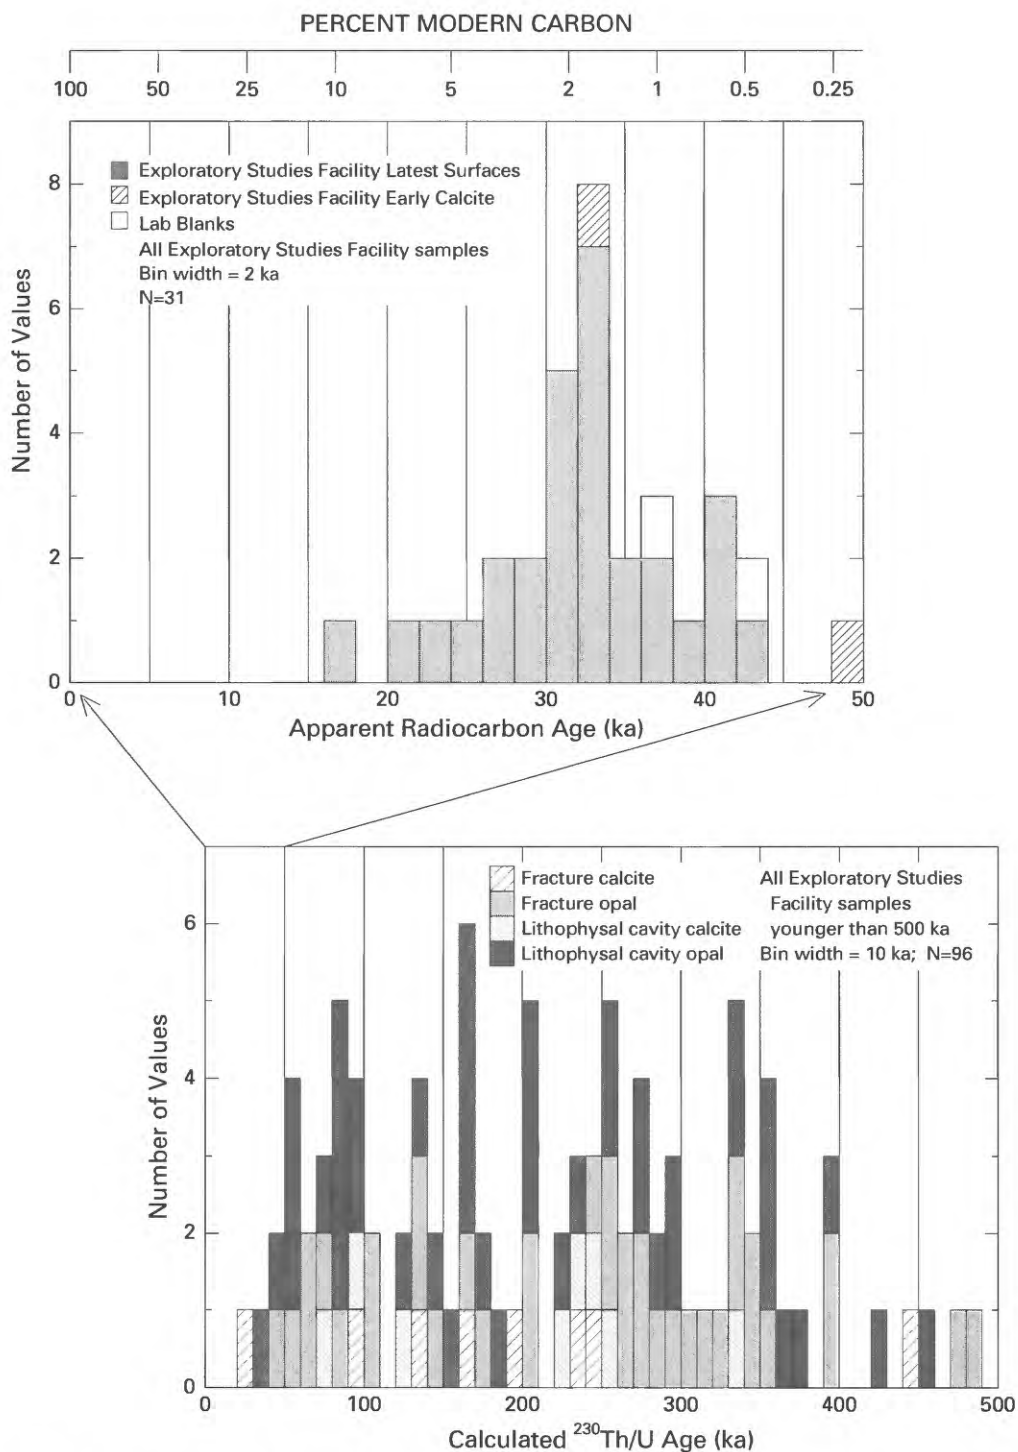 PERCENT MODERN CARBON
100 50 25 10 5 2 1 0.5 0.25
Exploratory Studies Facility Latest Surfaces
Exploratory Studies Facility Early Calcite
Lab Blanks
All Exploratory Studies Facility samples
Bin width = 2 ka
N=31
Number of Values
8
6
4
2
0
0 10 20 30 40 50
Apparent Radiocarbon Age (ka)
Fracture calcite
Fracture opal
Lithophysal cavity calcite
Lithophysal cavity opal
All Exploratory Studies
Facility samples
younger than 500 ka
Bin width = 10 ka; N=96
Number of Values
6
4
2
0
0 100 200 300 400 500
Calculated ²³⁰Th/U Age (ka)